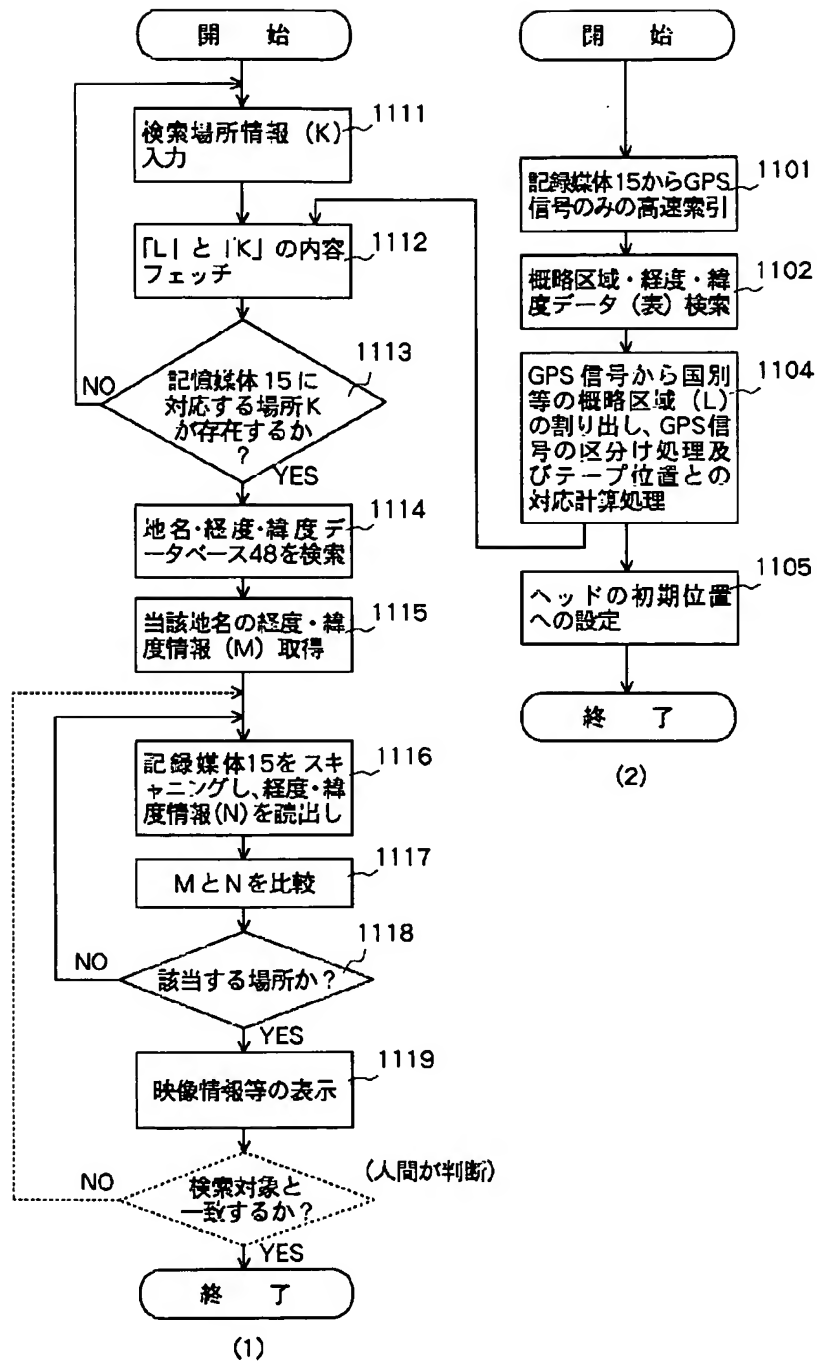 開 始
1111
検索場所情報 (K)
入力
1112
「L｜と｜K」の内容
フェッチ
1113
記憶媒体15に
対応する場所K
が存在するか
?
NO
YES
1114
地名・経度・緯度デ
ータベース48を検索
1115
当該地名の経度・緯
度情報 (M) 取得
1116
記録媒体15をスキ
ャニングし、経度・緯
度情報(N)を読出し
1117
MとNを比較
1118
NO
該当する場所か?
YES
1119
映像情報等の表示
(人間が判断)
NO
検索対象と
一致するか?
YES
終 了
(1)
開 始
1101
記録媒体15からGPS
信号のみの高速索引
1102
概略区域・経度・緯
度データ (表) 検索
1104
GPS信号から国別
等の概略区域 (L)
の割り出し、GPS信
号の区分け処理及
びテープ位置との
対応計算処理
1105
ヘッドの初期位置
への設定
終 了
(2)